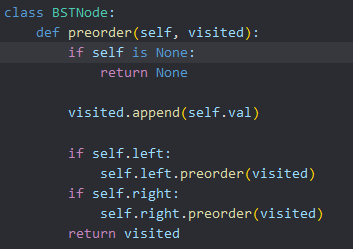 class BSTNode:
    def preorder(self, visited):
        if self is None:
            return None

        visited.append(self.val)

        if self.left:
            self.left.preorder(visited)
        if self.right:
            self.right.preorder(visited)
        return visited